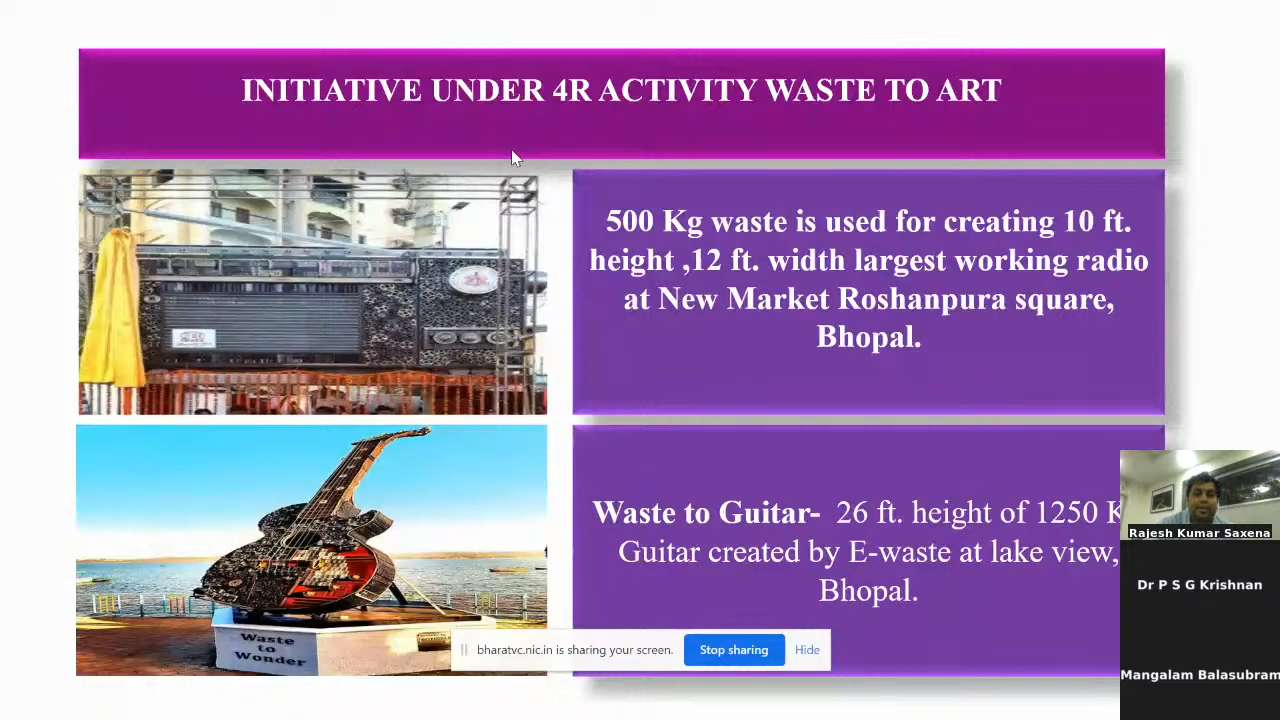 INITIATIVE UNDER 4R ACTIVITY WASTE TO ART
500 Kg waste is used for creating 10 ft.
height ,12 ft. width largest working radio
at New Market Roshanpura square,
Bhopal.
Waste to Guitar- 26 ft. height of 1250 K
Guitar created by E-waste at lake view,
Bhopal.
Waste
to
Wonder
bharatvc.nic.in is sharing your screen.
Stop sharing
Hide
Rajesh Kumar Saxena
Dr P S G Krishnan
Mangalam Balasubram